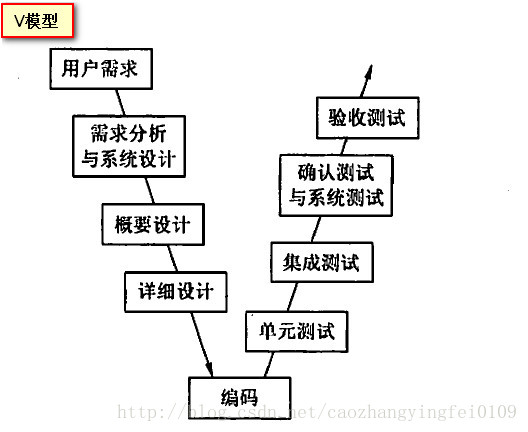 V模型
用户需求
需求分析
与系统设计
概要设计
详细设计
编码
单元测试
集成测试
确认测试
与系统测试
验收测试
http://blog.csdn.net/caozhangyingfei0109